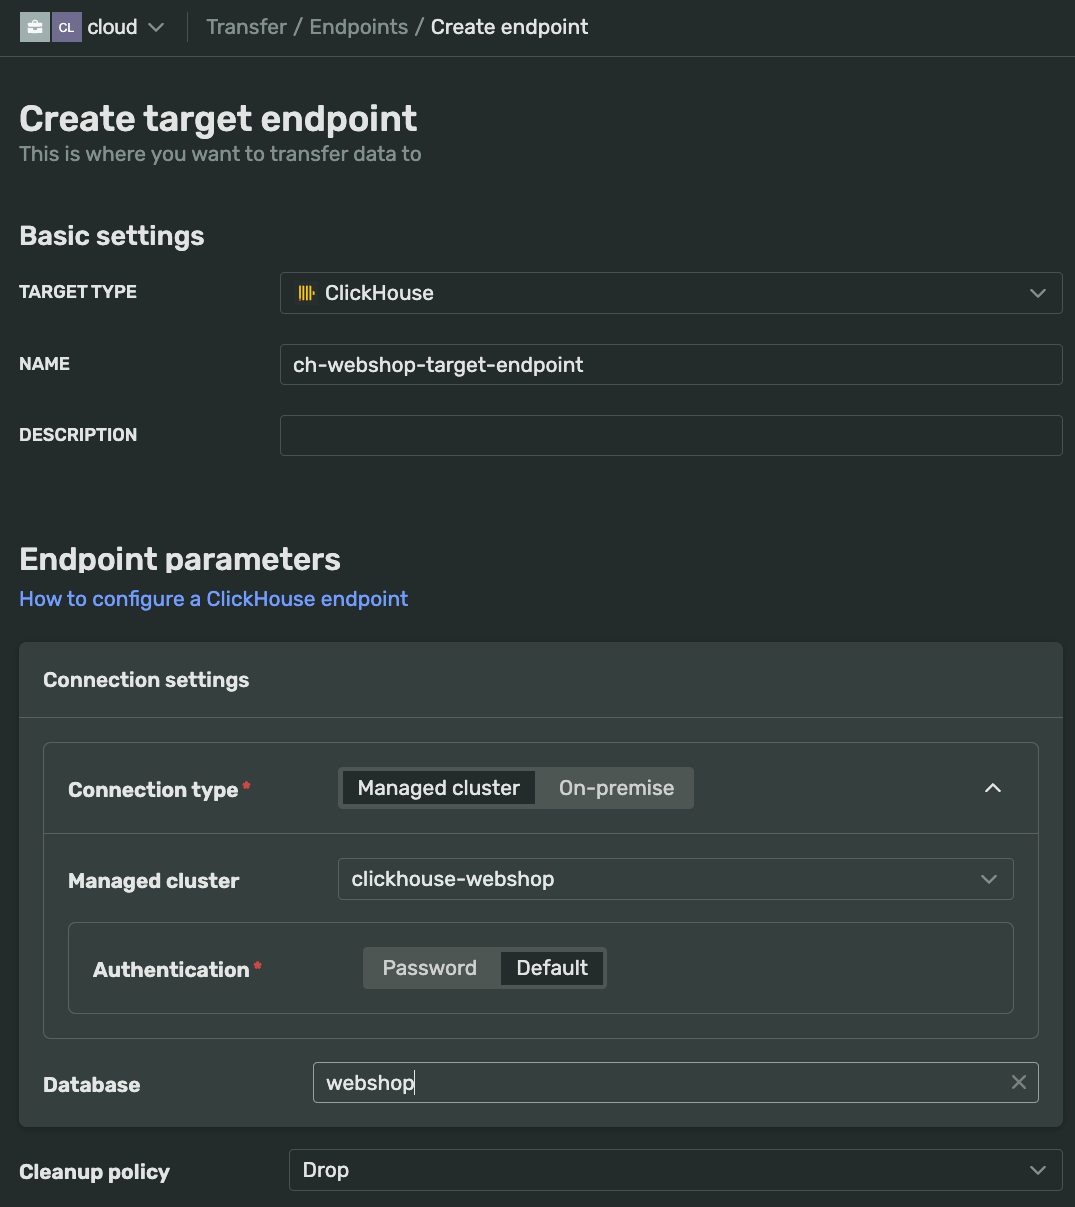 CL cloud Transfer / Endpoints / Create endpoint
Create target endpoint
This is where you want to transfer data to
Basic settings
TARGET TYPE ClickHouse
NAME ch-webshop-target-endpoint
DESCRIPTION
Endpoint parameters
How to configure a ClickHouse endpoint
Connection settings
Connection type * Managed cluster On-premise
Managed cluster clickhouse-webshop
Authentication * Password Default
Database webshop
Cleanup policy Drop